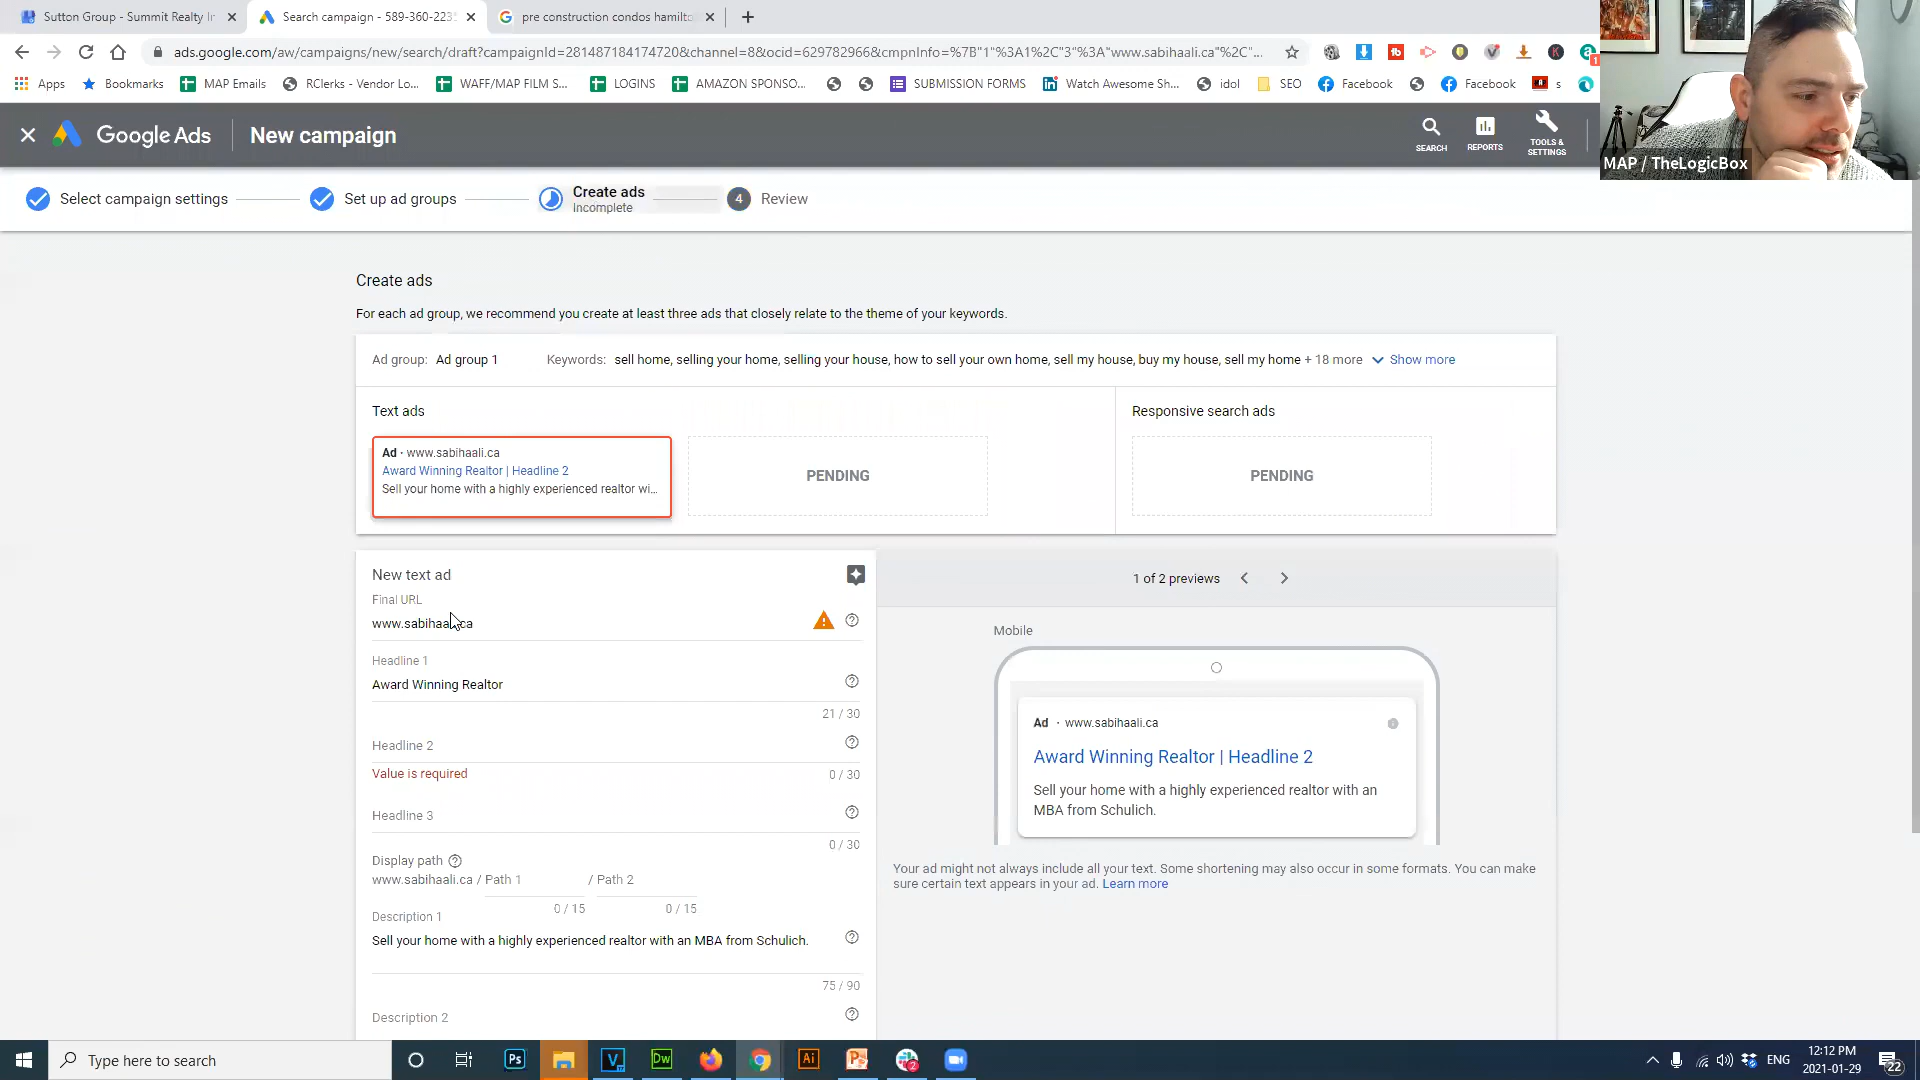 Sutton Group - Summit Realty Ir
Search campaign - 589-360-2235
pre construction condos hamilto
ads.google.com/aw/campaigns/new/search/draft?campaignId=281487184174720&channel=8&ocid=629782966&cmpnInfo=%7B"1"%3A1%2C"3"%3A"www.sabihaali.ca"%2C"...
Apps
Bookmarks
MAP Emails
RClerks - Vendor Lo...
WAFF/MAP FILM S...
LOGINS
AMAZON SPONSO...
SUBMISSION FORMS
Watch Awesome Sh...
idol
SEO
Facebook
Facebook
s
Google Ads
New campaign
SEARCH
REPORTS
TOOLS &
SETTINGS
MAP / TheLogicBox
Select campaign settings
Set up ad groups
Create ads
Incomplete
4
Review
Create ads
For each ad group, we recommend you create at least three ads that closely relate to the theme of your keywords.
Ad group: Ad group 1
Keywords: sell home, selling your home, selling your house, how to sell your own home, sell my house, buy my house, sell my home + 18 more
Show more
Text ads
Responsive search ads
Ad · www.sabihaali.ca
Award Winning Realtor | Headline 2
Sell your home with a highly experienced realtor wi...
PENDING
PENDING
New text ad
Final URL
www.sabihaali.ca
Headline 1
Award Winning Realtor
21 / 30
Headline 2
Value is required
0 / 30
Headline 3
0 / 30
Display path
www.sabihaali.ca / Path 1 / Path 2
0 / 15
0 / 15
Description 1
Sell your home with a highly experienced realtor with an MBA from Schulich.
75 / 90
Description 2
1 of 2 previews
Mobile
Ad · www.sabihaali.ca
Award Winning Realtor | Headline 2
Sell your home with a highly experienced realtor with an
MBA from Schulich.
Your ad might not always include all your text. Some shortening may also occur in some formats. You can make
sure certain text appears in your ad. Learn more
Type here to search
Ps
V
Dw
Ai
ENG
12:12 PM
2021-01-29
22